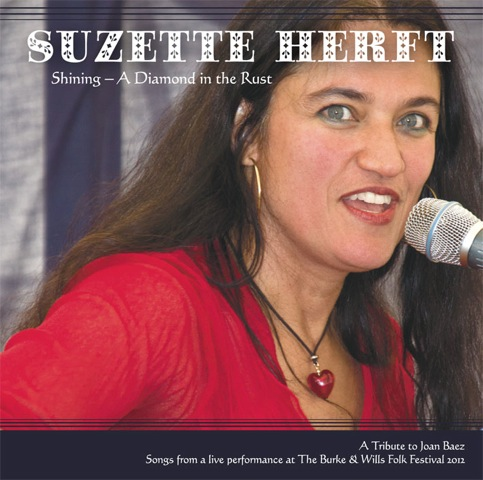 SUZETTE HERFT
Shining – A Diamond in the Rust
A Tribute to Joan Baez
Songs from a live performance at The Burke & Wills Folk Festival 2012